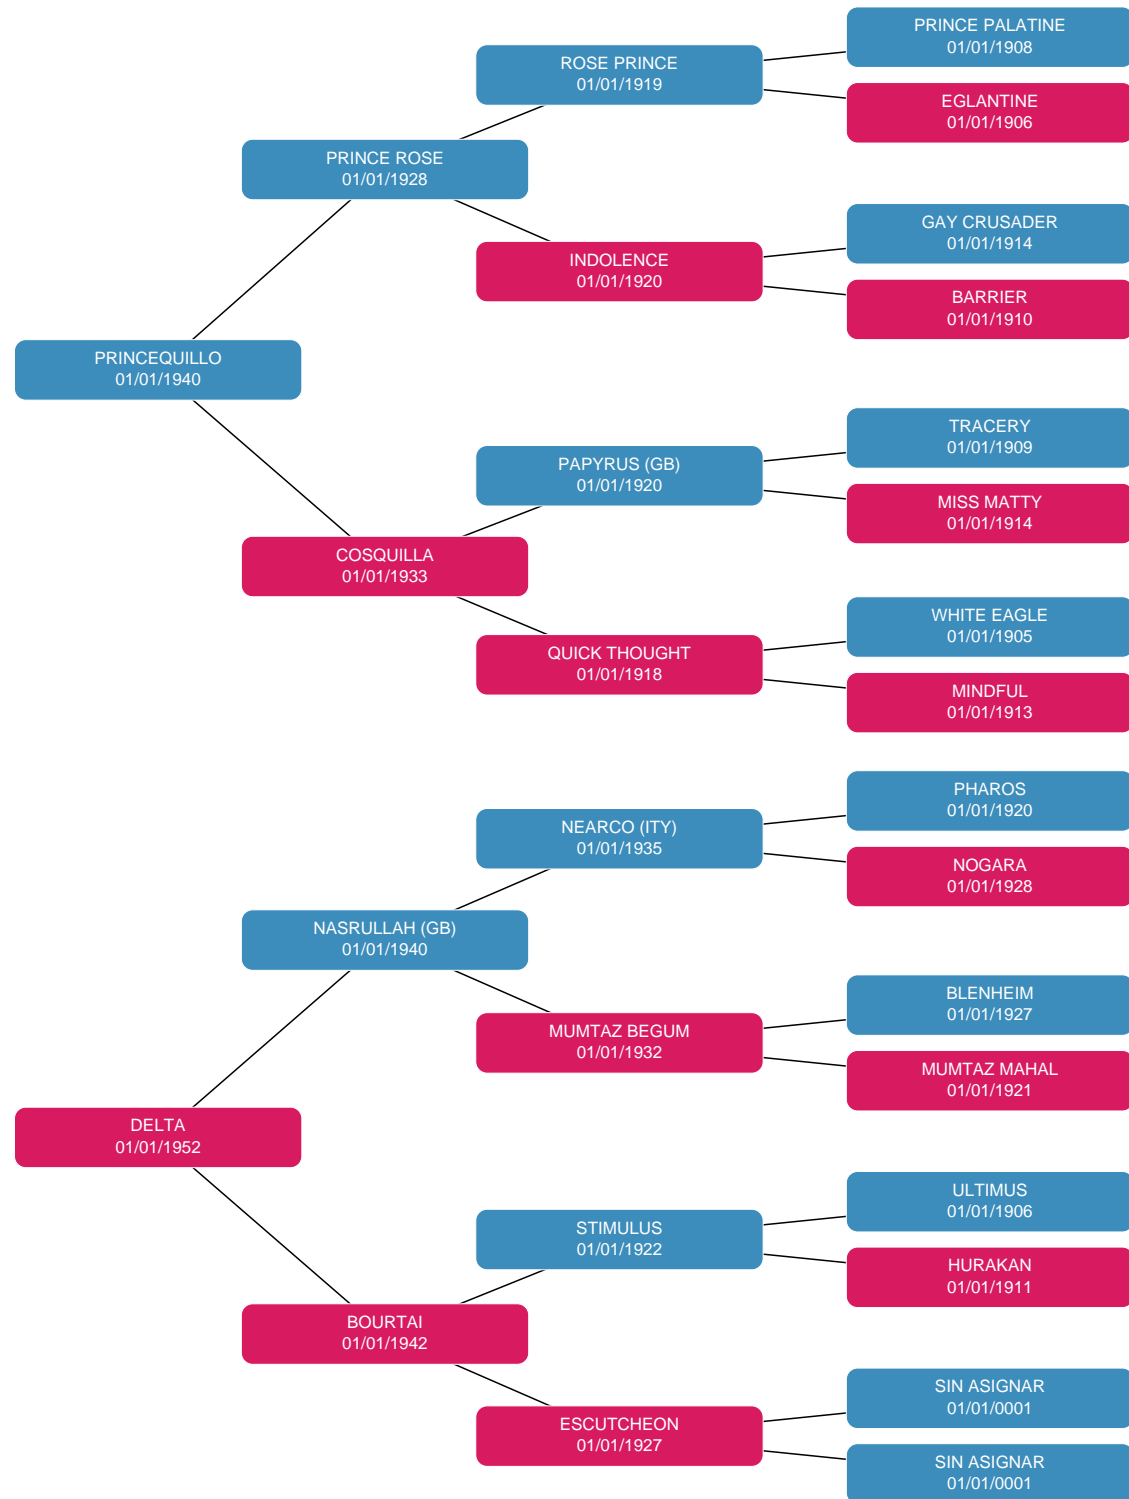 PRINCE PALATINE
01/01/1908
ROSE PRINCE
01/01/1919
EGLANTINE
01/01/1906
PRINCE ROSE
01/01/1928
GAY CRUSADER
01/01/1914
INDOLENCE
01/01/1920
BARRIER
01/01/1910
PRINCEQUILLO
01/01/1940
TRACERY
01/01/1909
PAPYRUS (GB)
01/01/1920
MISS MATTY
01/01/1914
COSQUILLA
01/01/1933
WHITE EAGLE
01/01/1905
QUICK THOUGHT
01/01/1918
MINDFUL
01/01/1913
PHAROS
01/01/1920
NEARCO (ITY)
01/01/1935
NOGARA
01/01/1928
NASRULLAH (GB)
01/01/1940
BLENHEIM
01/01/1927
MUMTAZ BEGUM
01/01/1932
MUMTAZ MAHAL
01/01/1921
DELTA
01/01/1952
ULTIMUS
01/01/1906
STIMULUS
01/01/1922
HURAKAN
01/01/1911
BOURTAI
01/01/1942
SIN ASIGNAR
01/01/0001
ESCUTCHEON
01/01/1927
SIN ASIGNAR
01/01/0001